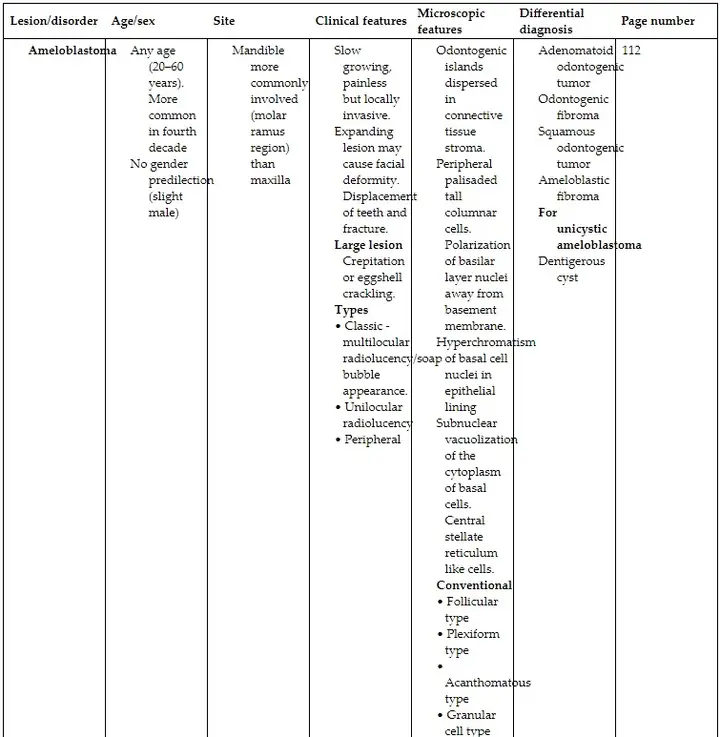 Lesion/disorder Age/sex Site Clinical features Microscopic features Differential diagnosis Page number
Ameloblastoma
Any age
(20–60
years).
More
common
in fourth
decade
No gender
predilection
(slight
male)
Mandible
more
commonly
involved
(molar
ramus
region)
than
maxilla
Slow
growing,
painless
but locally
invasive.
Expanding
lesion may
cause facial
deformity.
Displacement
of teeth and
fracture.
Large lesion
Crepitation
or eggshell
crackling.
Types
• Classic -
multilocular
radiolucency/soap
bubble
appearance.
• Unilocular
radiolucency
• Peripheral
Odontogenic
islands
dispersed
in
connective
tissue
stroma.
Peripheral
palisaded
tall
columnar
cells.
Polarization
of basilar
layer nuclei
away from
basement
membrane.
Hyperchromatism
of basal cell
nuclei in
epithelial
lining
Subnuclear
vacuolization
of the
cytoplasm
of basal
cells.
Central
stellate
reticulum
like cells.
Conventional
• Follicular
type
• Plexiform
type
•
Acanthomatous
type
• Granular
cell type
Adenomatoid
odontogenic
tumor
Odontogenic
fibroma
Squamous
odontogenic
tumor
Ameloblastic
fibroma
For
unicystic
ameloblastoma
Dentigerous
cyst
112